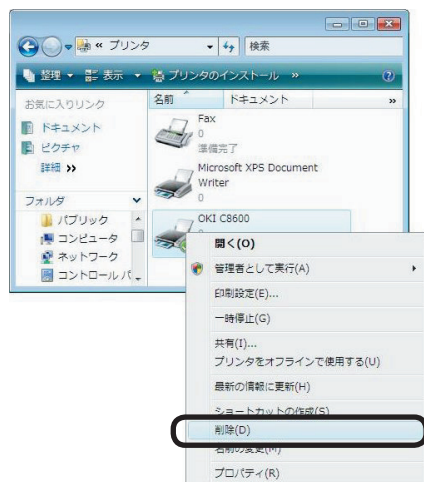 « プリンタ
検索
整理 表示 プリンタのインストール »
お気に入りリンク
ドキュメント
ピクチャ
詳細 »
フォルダ
パブリック
コンピュータ
ネットワーク
コントロール パ
名前 ドキュメント »
Fax
0
準備完了
Microsoft XPS Document
Writer
0
OKI C8600
0
開く(O)
管理者として実行(A)
印刷設定(E)...
一時停止(G)
共有(I)...
プリンタをオフラインで使用する(U)
最新の情報に更新(H)
ショートカットの作成(S)
削除(D)
名前の変更(M)
プロパティ(R)